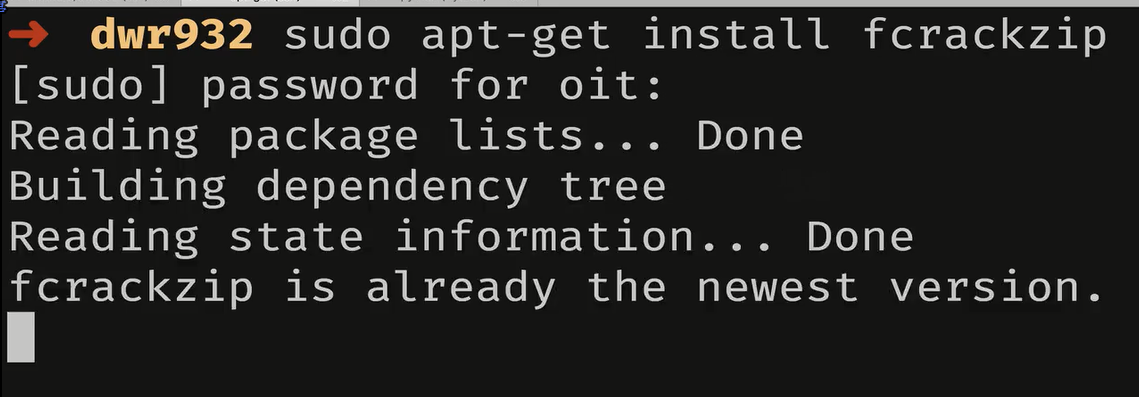 ➜ dwr932 sudo apt-get install fcrackzip
[sudo] password for oit:
Reading package lists... Done
Building dependency tree
Reading state information... Done
fcrackzip is already the newest version.